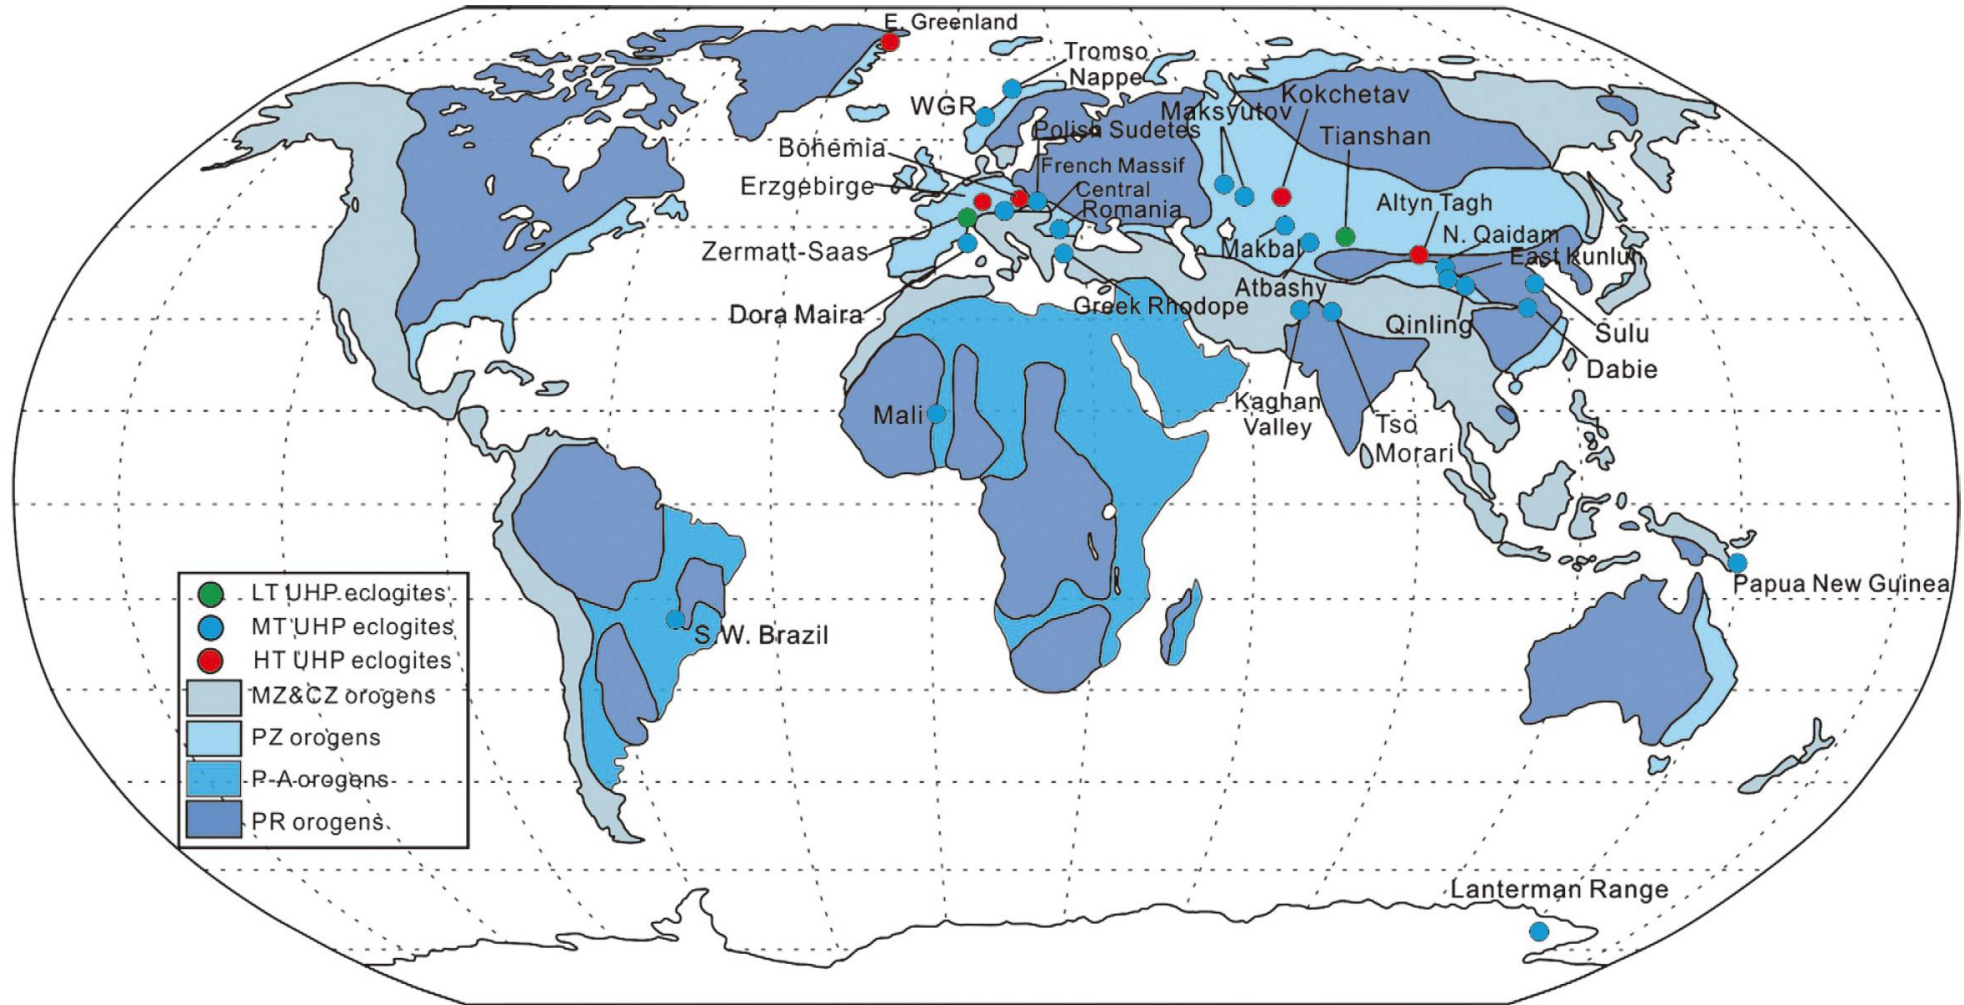 E. Greenland
Tromso
Nappe
WGR
Maksyutov
Kokchetav
Polish Sudetes
Tianshan
Bohemia
French Massif
Central
Erzgebirge
Romania
Altyn Tagh
N. Qaidam
East Kunlun
Zermatt-Saas
Makbal
Atbashy
Dora Maira
Greek Rhodope
Qinling
Sulu
Dabie
Kaghan
Valley
Tso
Morari
Mali
Papua New Guinea
S.W. Brazil
LT UHP eclogites
MT UHP eclogites
HT UHP eclogites
MZ&CZ orogens
PZ orogens
P-A orogens
PR orogens
Lanterman Range